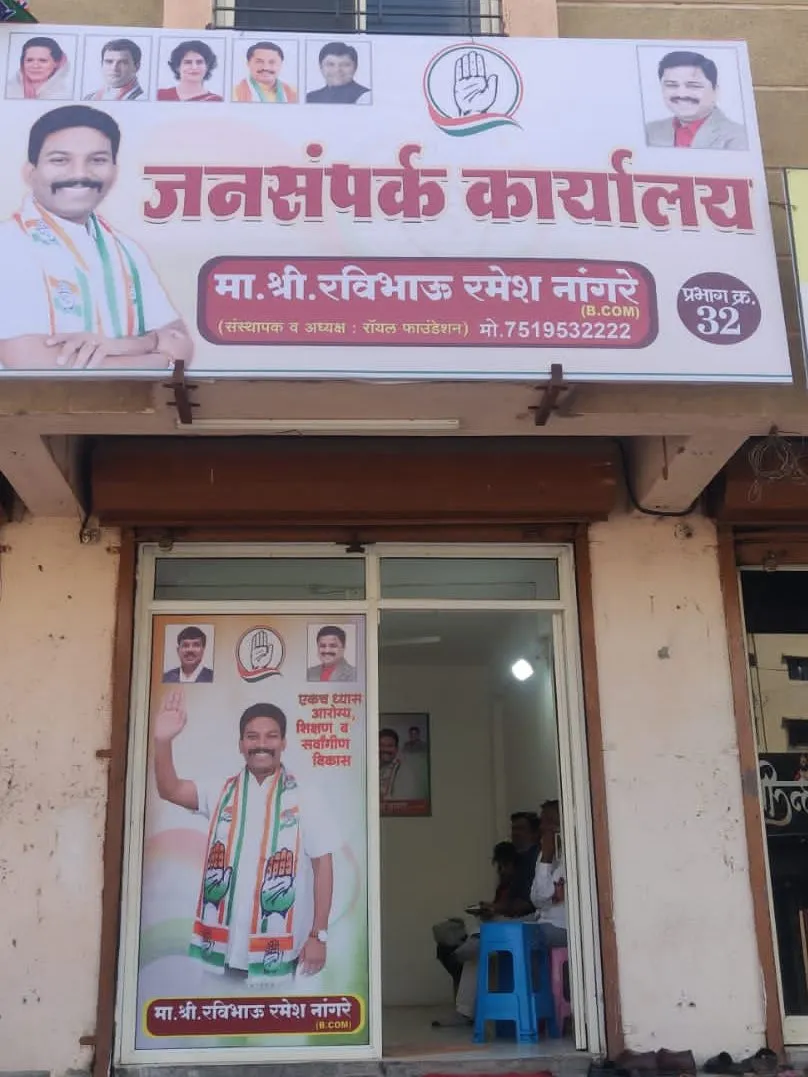 जनसंपर्क कार्यालय
मा.श्री.रविभाऊ रमेश नांगरे
(B.COM)
(संस्थापक व अध्यक्ष : रॉयल फाउंडेशन) मो.7519532222
प्रभाग क्र.
32
एकच ध्यास
आरोग्य,
शिक्षण व
सर्वांगीण
विकास
मा.श्री.रविभाऊ रमेश नांगरे
(B.COM)